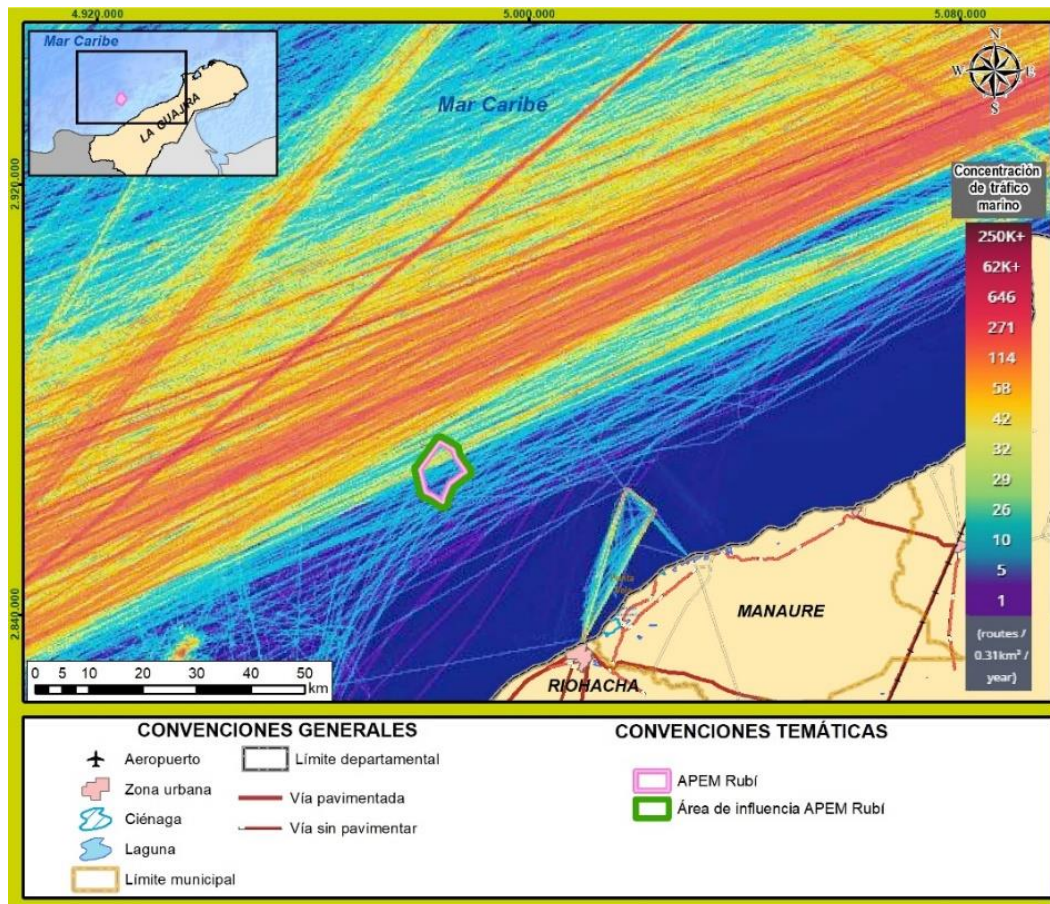 4.920.000
5.000.000
5.080.000
2.920.000
2.840.000
Mar Caribe
LA GUAJIRA
Mar Caribe
N
W
E
S
Concentración
de tráfico
marino
250K+
62K+
646
271
114
58
42
32
29
26
10
5
1
(routes /
0.31km² /
year)
MANAURE
RIOHACHA
0 5 10 20 30 40 50
km
CONVENCIONES GENERALES
Aeropuerto
Zona urbana
Ciénaga
Laguna
Límite municipal
Límite departamental
Vía pavimentada
Vía sin pavimentar
CONVENCIONES TEMÁTICAS
APEM Rubí
Área de influencia APEM Rubí